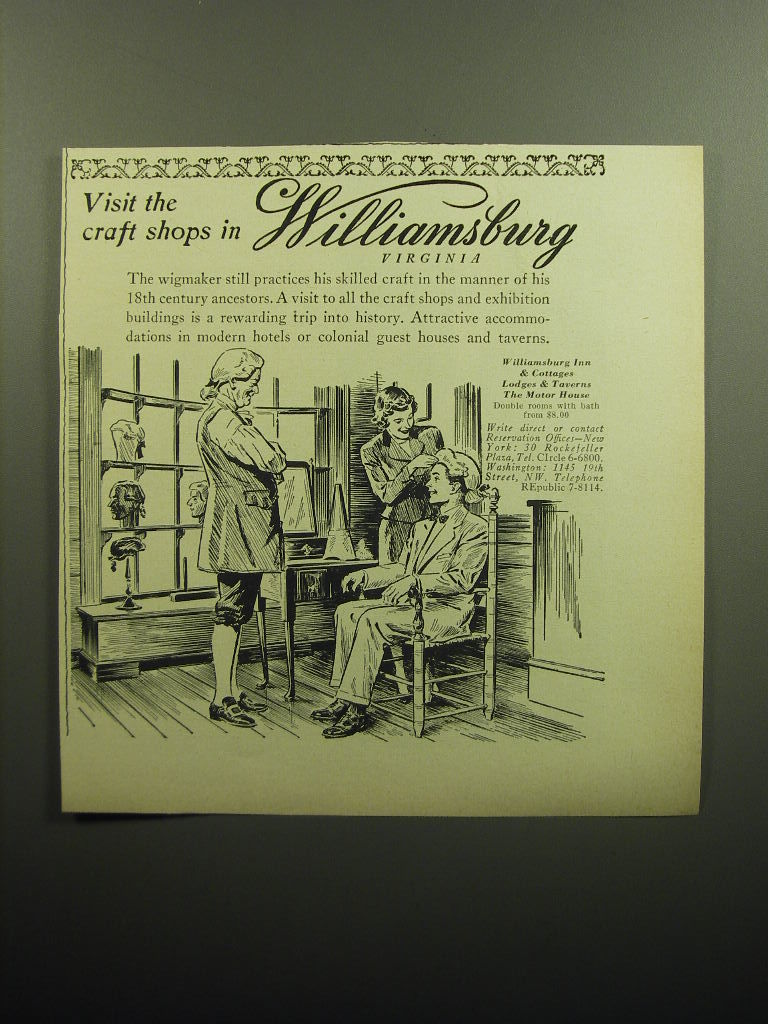 Visit the
craft shops in Williamsburg
VIRGINIA
The wigmaker still practices his skilled craft in the manner of his
18th century ancestors. A visit to all the craft shops and exhibition
buildings is a rewarding trip into history. Attractive accommo-
dations in modern hotels or colonial guest houses and taverns.
Williamsburg Inn
& Cottages
Lodges & Taverns
The Motor House
Double rooms with bath
from $8.00
Write direct or contact
Reservation Offices—New
York: 30 Rockefeller
Plaza, Tel. CIrcle 6-6800.
Washington: 1145 19th
Street, NW. Telephone
REpublic 7-8114.